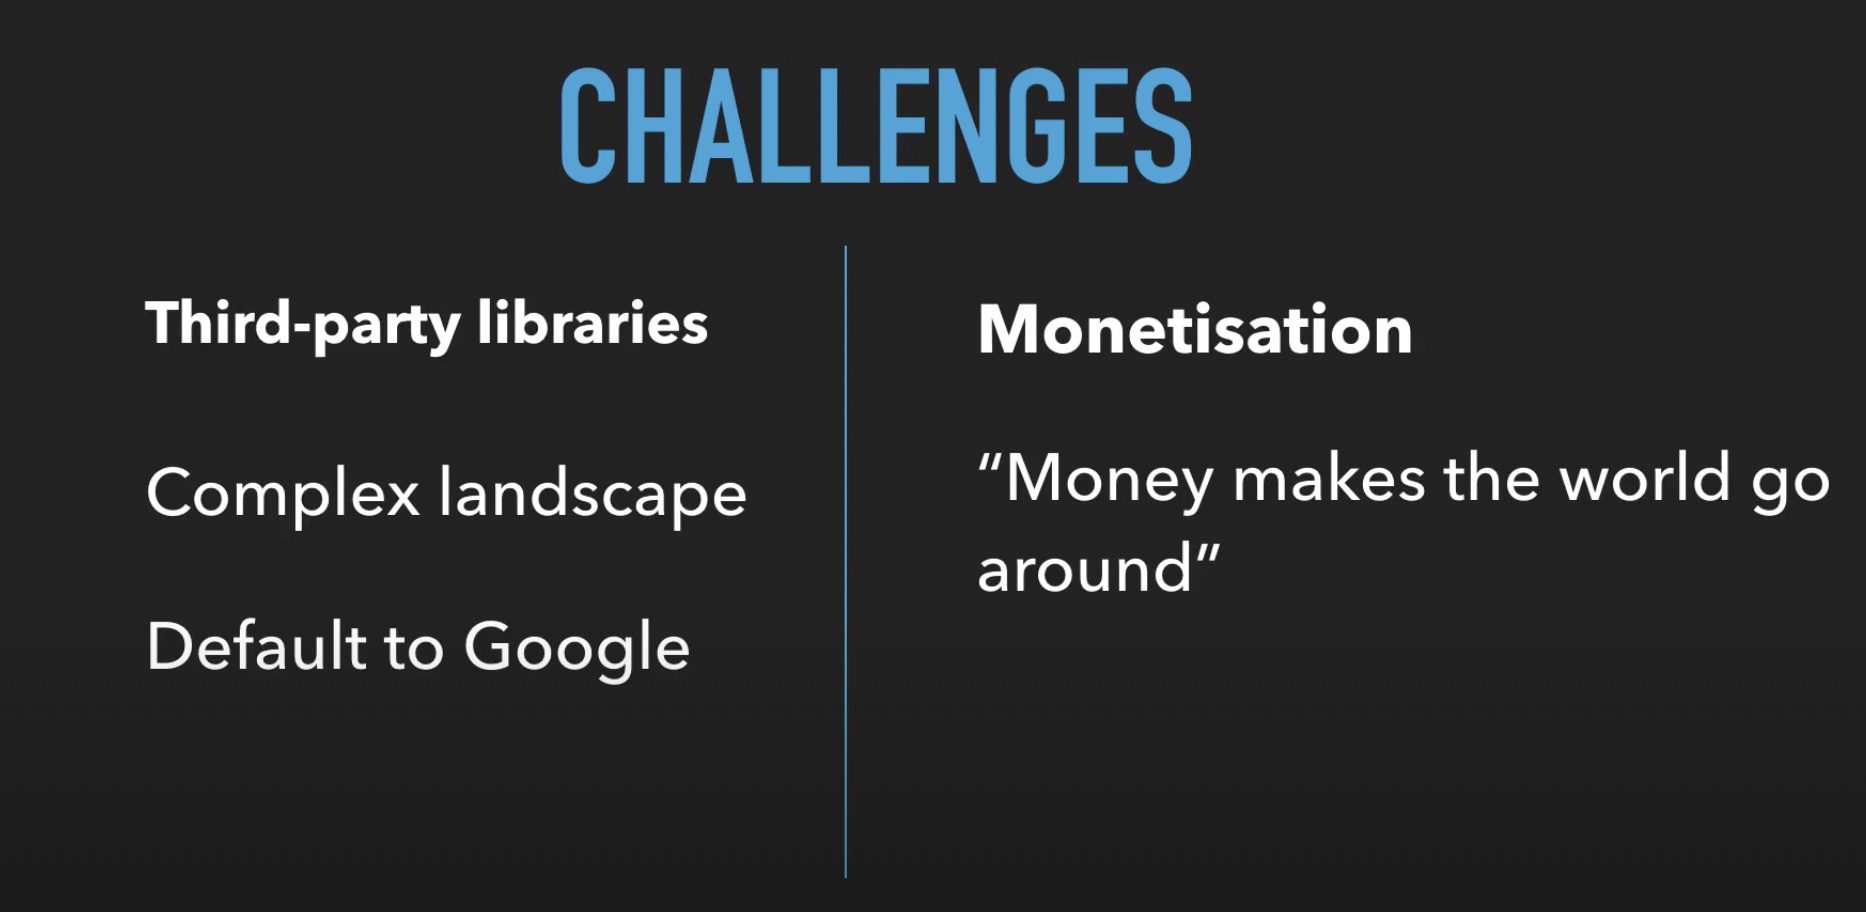 CHALLENGES
Third-party libraries
Complex landscape
Default to Google
Monetisation
“Money makes the world go
around”